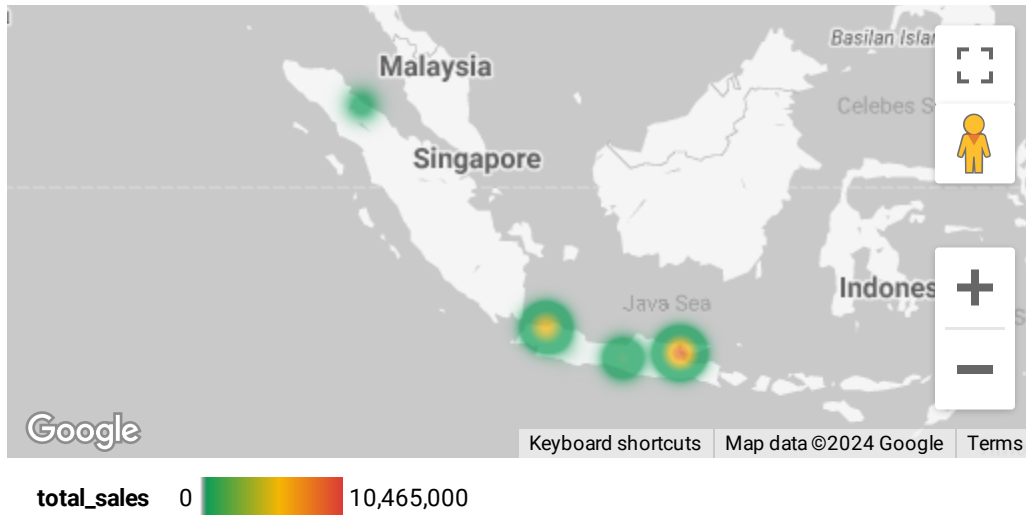 Basilan Islan
Malaysia
Celebes S
Singapore
Indones
Java Sea
S
Google
Keyboard shortcuts
Map data ©2024 Google
Terms
total_sales 0 10,465,000